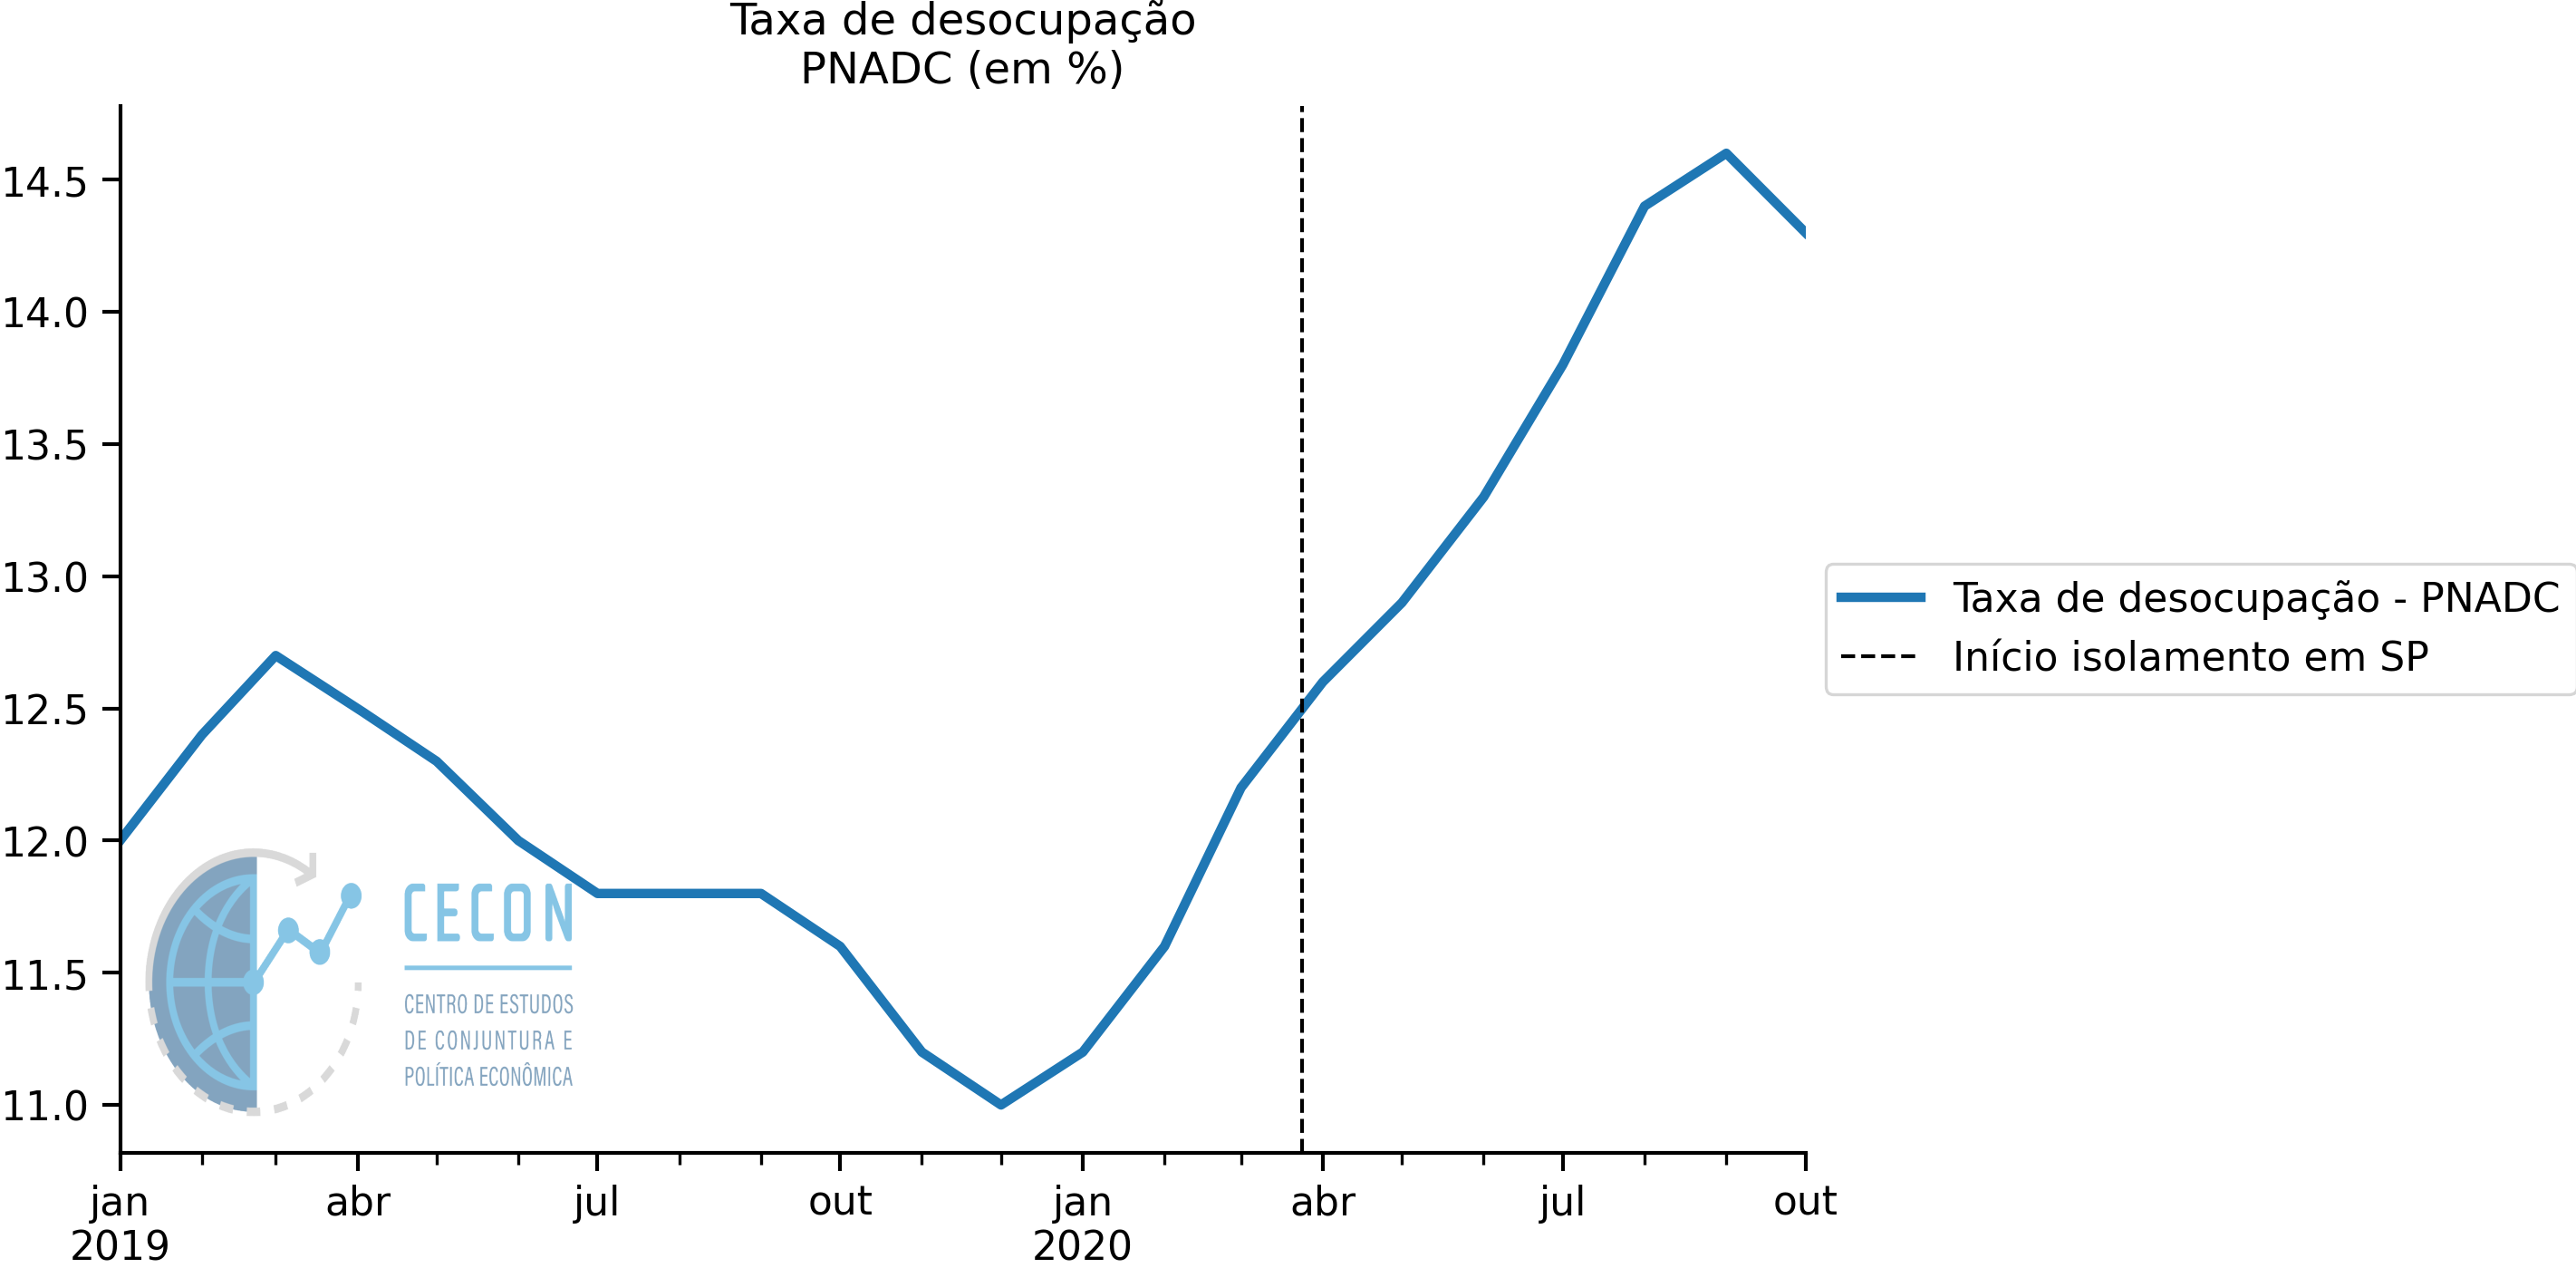 Taxa de desocupação
PNADC (em %)
14.5
14.0
13.5
13.0
12.5
12.0
11.5
11.0
CECON
CENTRO DE ESTUDOS
DE CONJUNTURA E
POLÍTICA ECONÔMICA
jan abr jul out jan abr jul out
2019 2020
Taxa de desocupação - PNADC
Início isolamento em SP